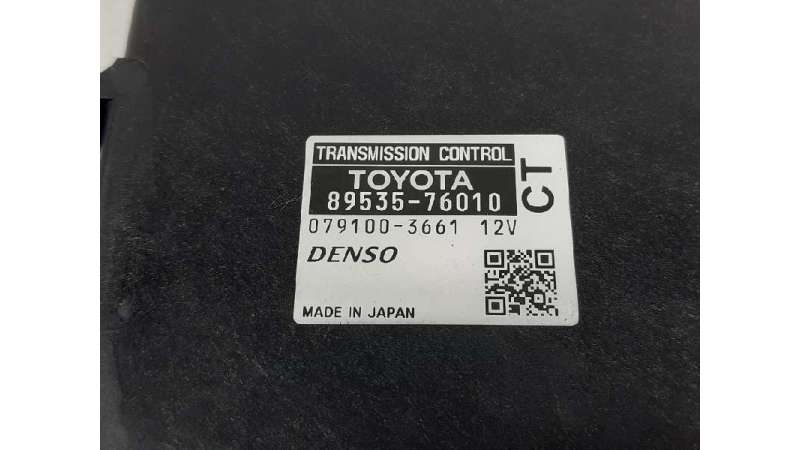 TRANSMISSION CONTROL
TOYOTA
89535-76010
079100-3661 12V
CT
DENSO
MADE IN JAPAN